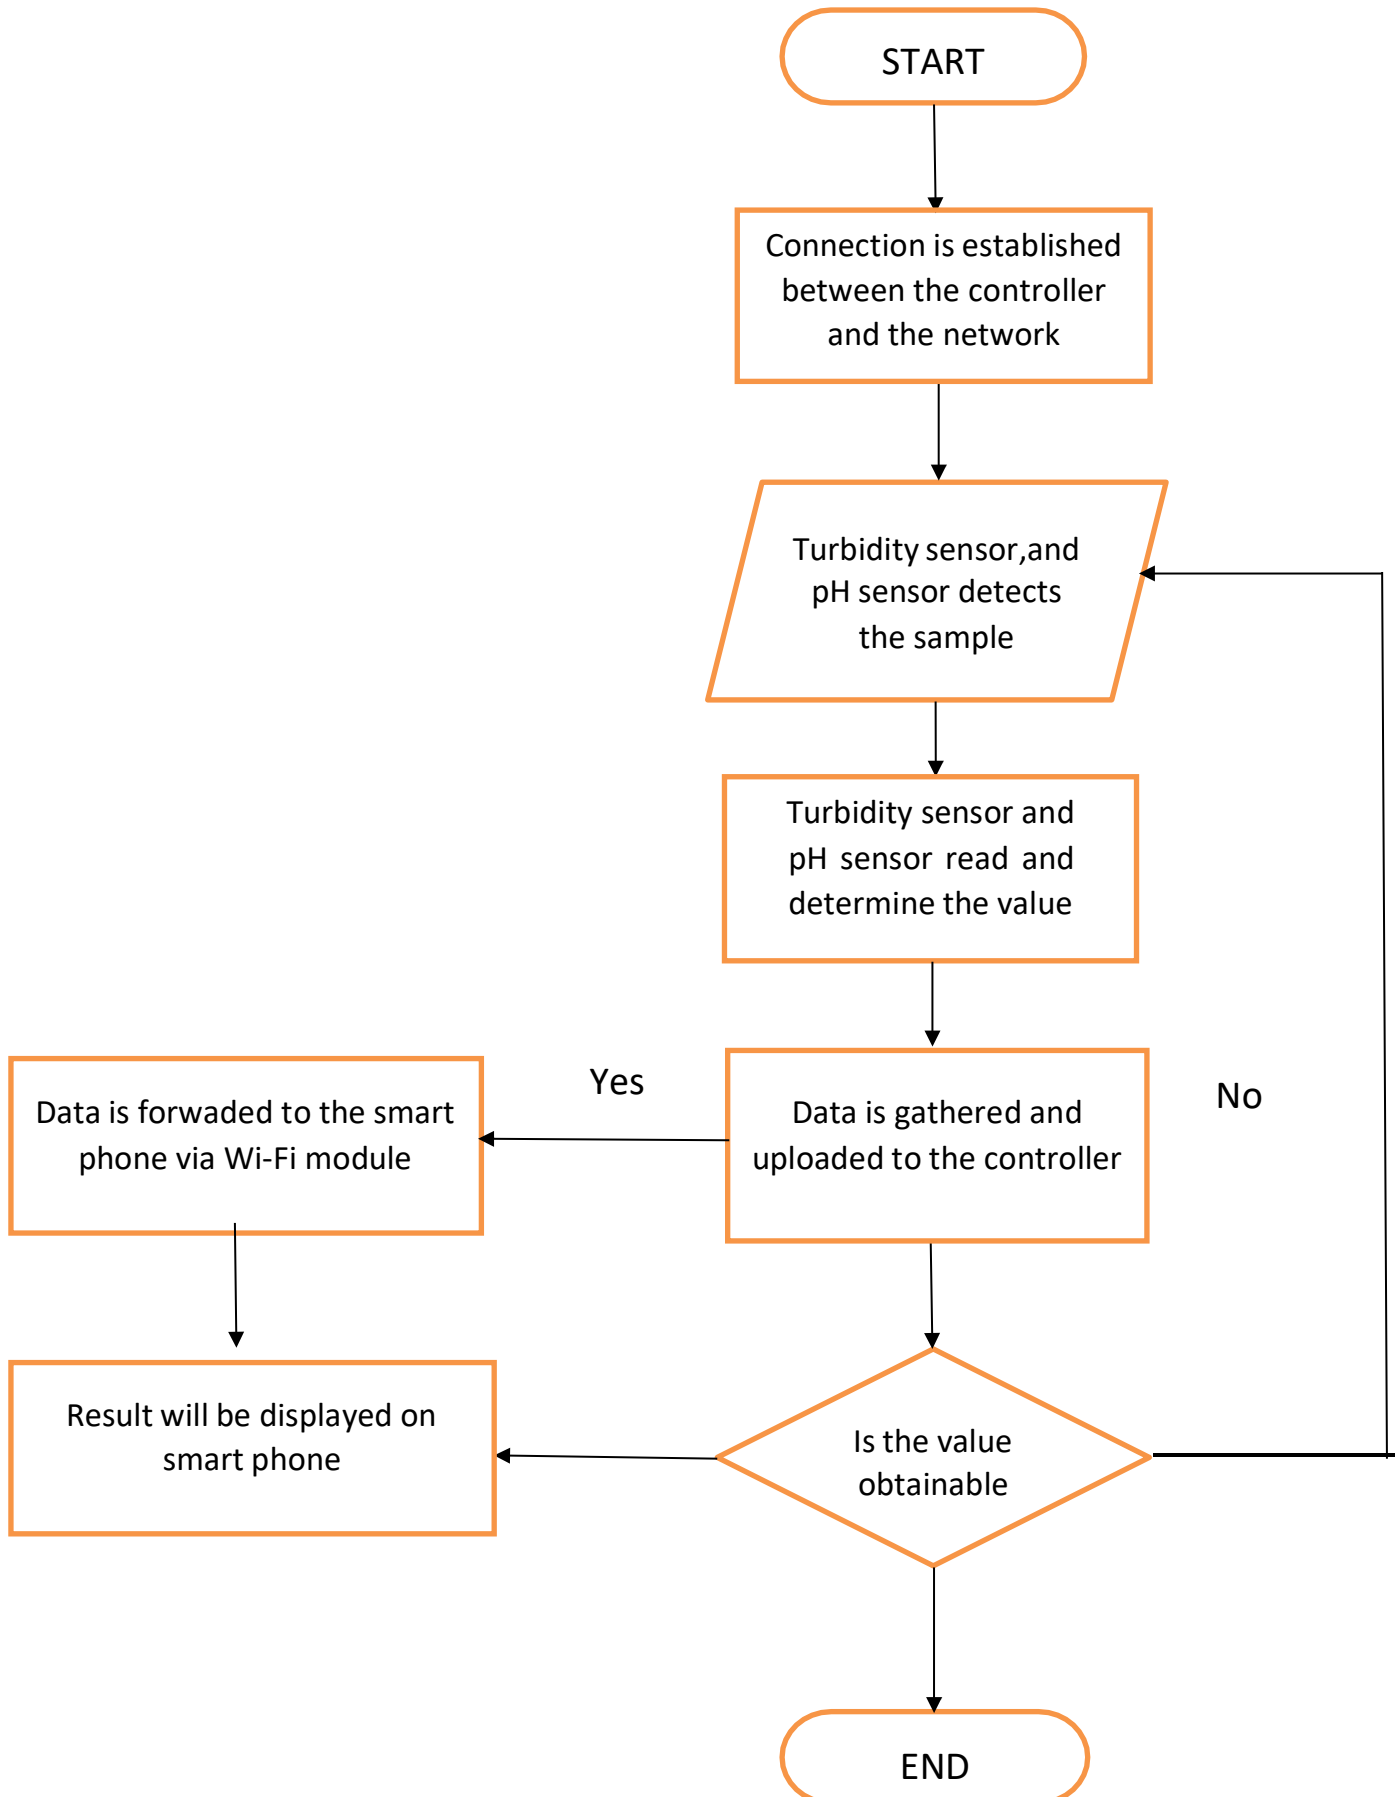 START
Connection is established
between the controller
and the network
Turbidity sensor,and
pH sensor detects
the sample
Turbidity sensor and
pH sensor read and
determine the value
Yes
No
Data is forwaded to the smart
phone via Wi-Fi module
Data is gathered and
uploaded to the controller
Result will be displayed on
smart phone
Is the value
obtainable
END